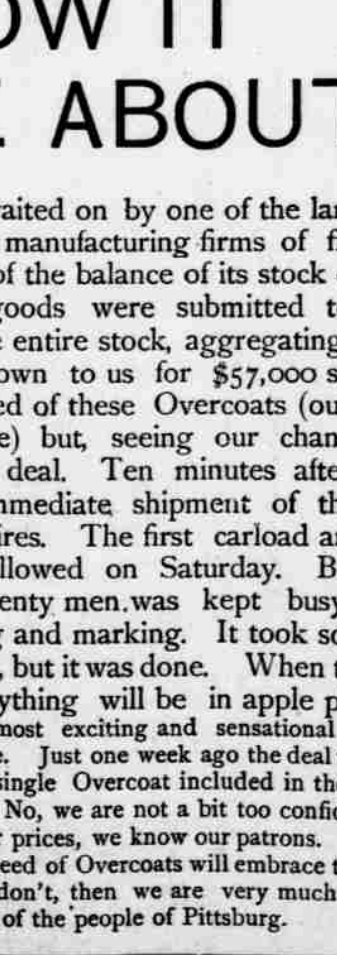 OW IT
E ABOUT
aited on by one of the la
manufacturing firms of f
of the balance of its stock
goods were submitted t
e entire stock, aggregating
own to us for $57,000 s
ed of these Overcoats (ou
e) but, seeing our chan
deal. Ten minutes afte
mmediate shipment of th
ires. The first carload a
llowed on Saturday. B
enty men.was kept busy
g and marking. It took so
, but it was done. When t
ything will be in apple p
most exciting and sensational
e. Just one week ago the deal
single Overcoat included in the
No, we are not a bit too confid
r prices, we know our patrons.
eed of Overcoats will embrace t
don't, then we are very much
of the people of Pittsburg.